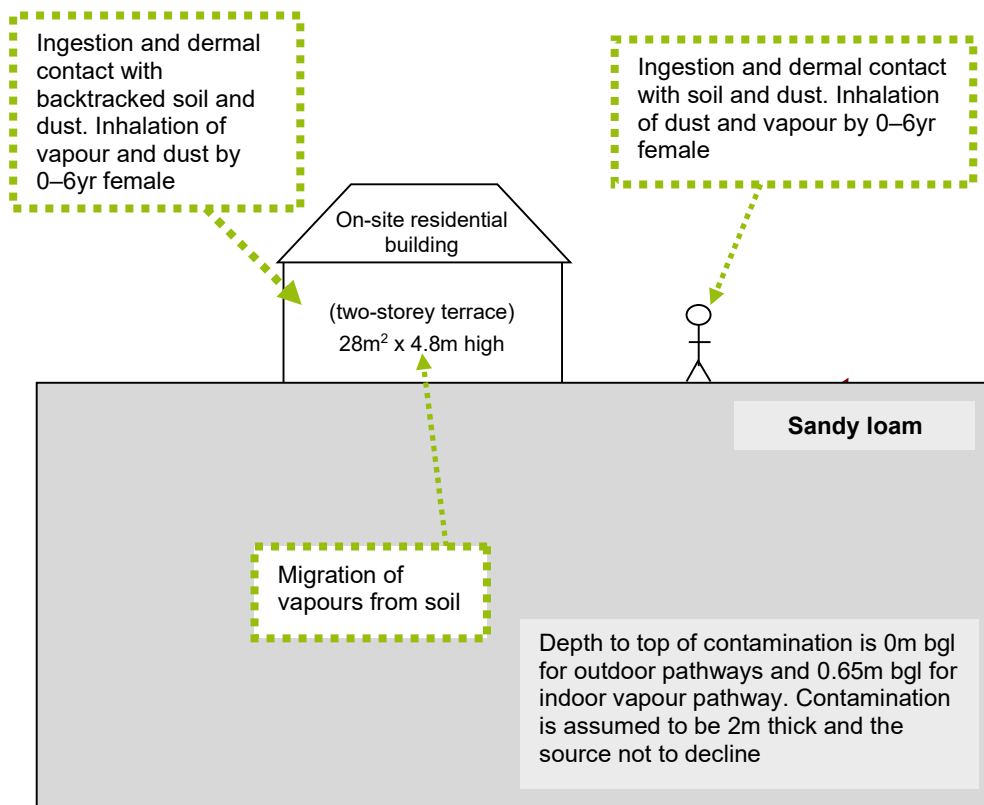 Ingestion and dermal
contact with
backtracked soil and
dust. Inhalation of
vapour and dust by
0–6yr female
Ingestion and dermal contact
with soil and dust. Inhalation
of dust and vapour by 0–6yr
female
On-site residential
building
(two-storey terrace)
28m² x 4.8m high
Sandy loam
Migration of
vapours from soil
Depth to top of contamination is 0m bgl
for outdoor pathways and 0.65m bgl for
indoor vapour pathway. Contamination
is assumed to be 2m thick and the
source not to decline